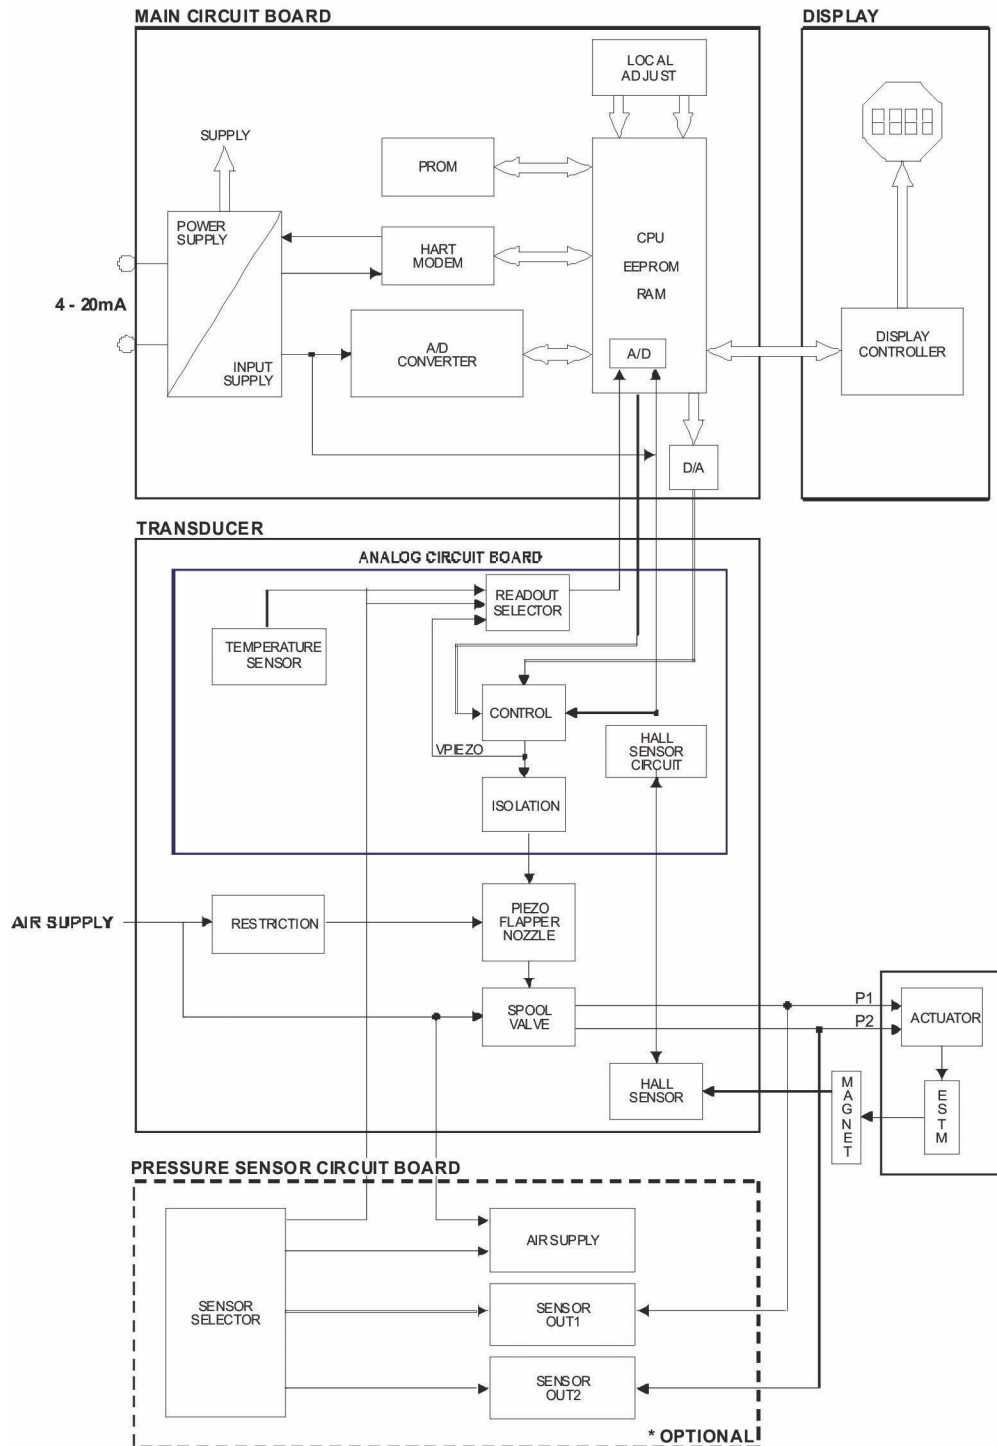 MAIN CIRCUIT BOARD
DISPLAY
LOCAL
ADJUST
SUPPLY
PROM
POWER
SUPPLY
HART
MODEM
CPU
EEPROM
RAM
4 - 20mA
A/D
CONVERTER
A/D
DISPLAY
CONTROLLER
INPUT
SUPPLY
D/A
TRANSDUCER
ANALOG CIRCUIT BOARD
READOUT
SELECTOR
TEMPERATURE
SENSOR
CONTROL
HALL
SENSOR
CIRCUIT
VPIEZO
ISOLATION
AIR SUPPLY
RESTRICTION
PIEZO
FLAPPER
NOZZLE
SPOOL
VALVE
P1
P2
ACTUATOR
HALL
SENSOR
MAGNET
ESTM
PRESSURE SENSOR CIRCUIT BOARD
AIR SUPPLY
SENSOR
SELECTOR
SENSOR
OUT1
SENSOR
OUT2
* OPTIONAL